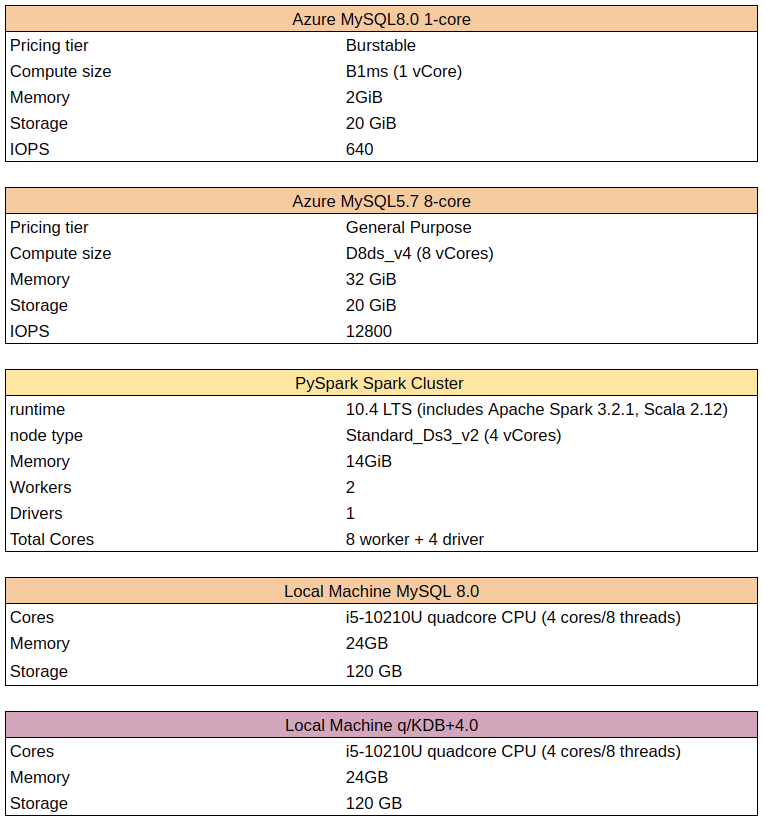 Azure MySQL8.0 1-core
Pricing tier Burstable
Compute size B1ms (1 vCore)
Memory 2GiB
Storage 20 GiB
IOPS 640
Azure MySQL5.7 8-core
Pricing tier General Purpose
Compute size D8ds_v4 (8 vCores)
Memory 32 GiB
Storage 20 GiB
IOPS 12800
PySpark Spark Cluster
runtime 10.4 LTS (includes Apache Spark 3.2.1, Scala 2.12)
node type Standard_Ds3_v2 (4 vCores)
Memory 14GiB
Workers 2
Drivers 1
Total Cores 8 worker + 4 driver
Local Machine MySQL 8.0
Cores i5-10210U quadcore CPU (4 cores/8 threads)
Memory 24GB
Storage 120 GB
Local Machine q/KDB+4.0
Cores i5-10210U quadcore CPU (4 cores/8 threads)
Memory 24GB
Storage 120 GB